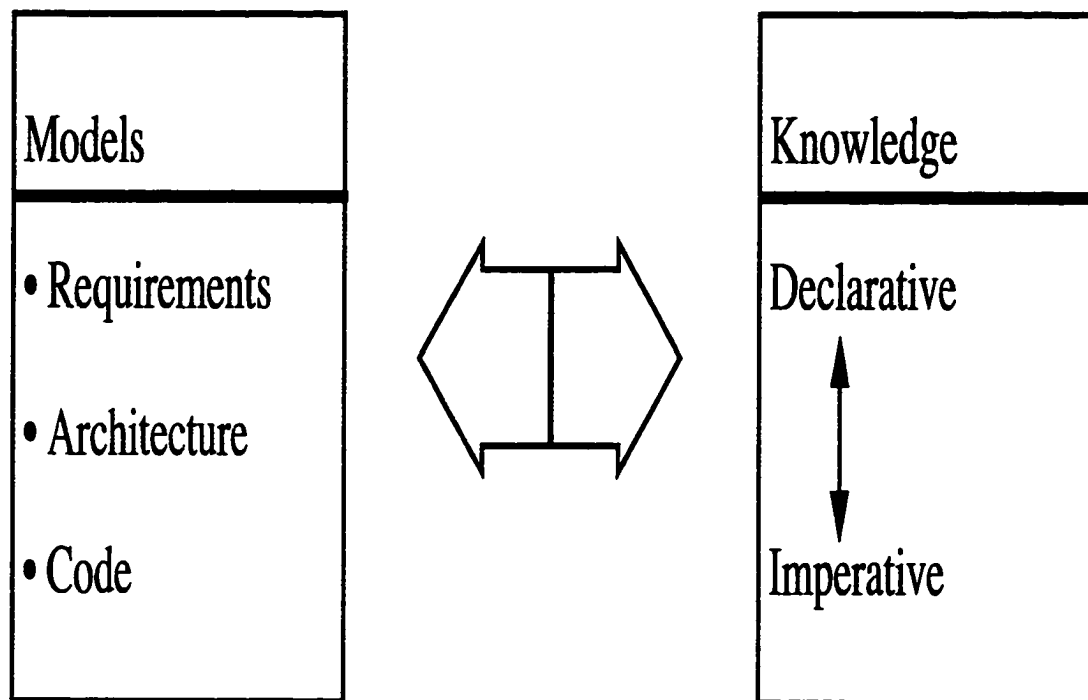 Models
• Requirements
• Architecture
• Code
Knowledge
Declarative
Imperative